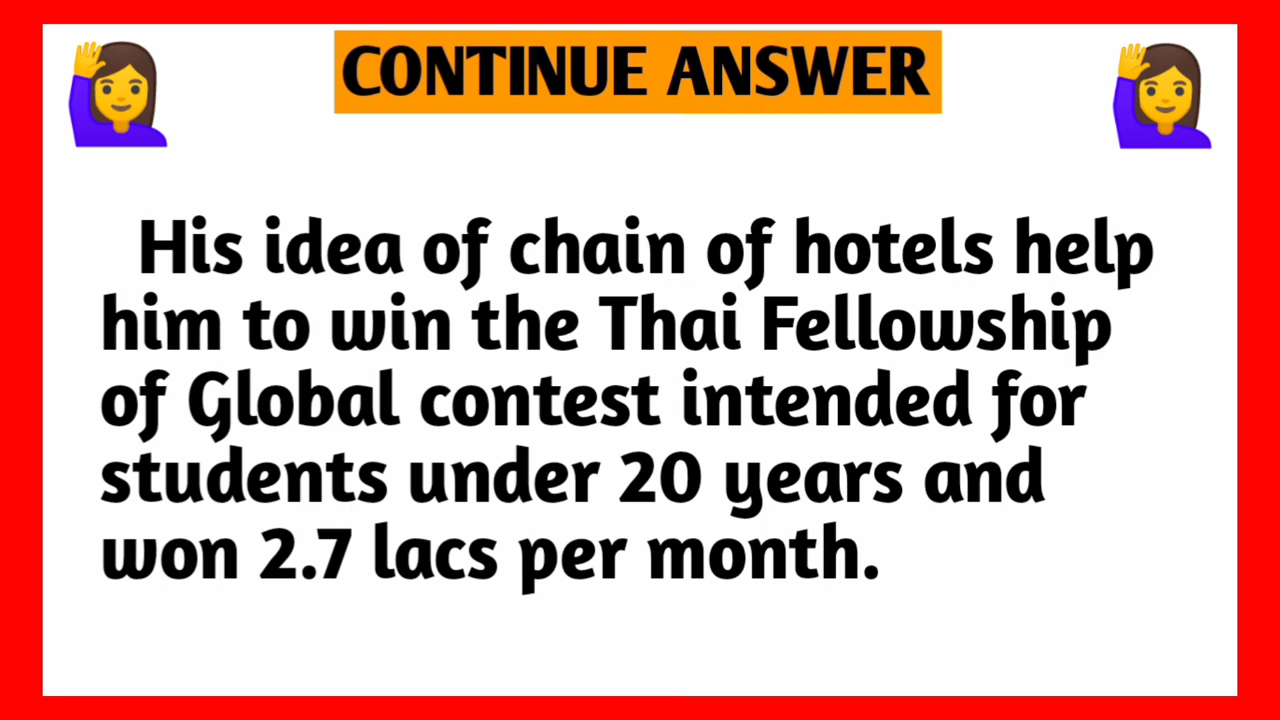 CONTINUE ANSWER
His idea of chain of hotels help
him to win the Thai Fellowship
of Global contest intended for
students under 20 years and
won 2.7 lacs per month.